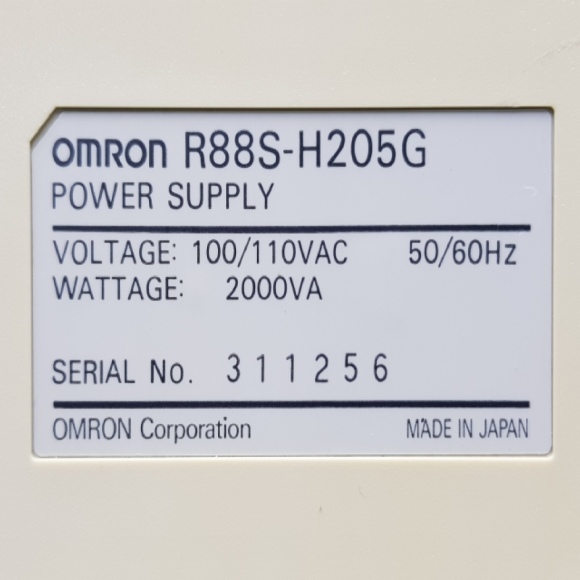 OMRON R88S-H205G
POWER SUPPLY
VOLTAGE: 100/110VAC 50/60Hz
WATTAGE: 2000VA
SERIAL No. 311256
OMRON Corporation MADE IN JAPAN